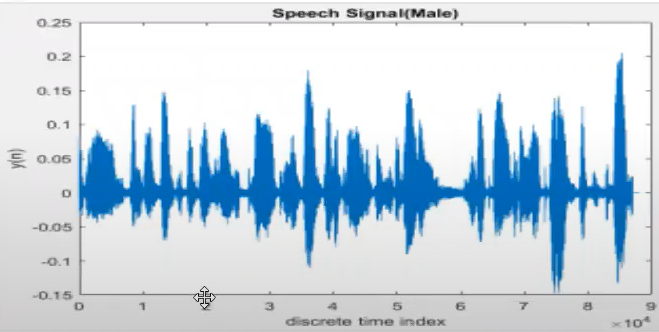 Speech Signal(Male)
0.25
0.2
0.15
0.1
0.05
0
-0.05
-0.1
-0.15
y(n)
0 1 2 3 4 5 6 7 8 9
discrete time index
×10⁴